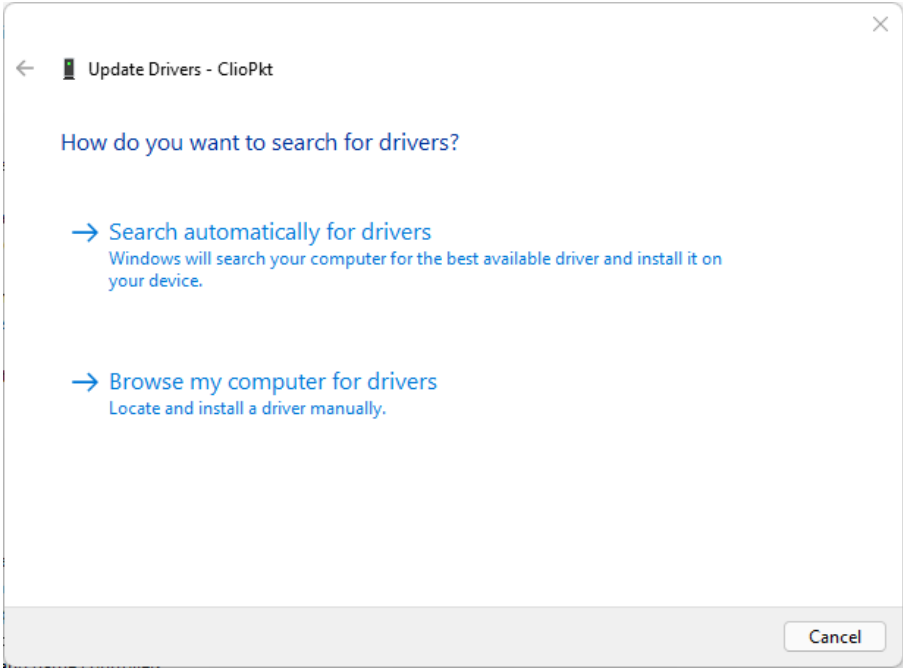 Update Drivers - ClioPkt
How do you want to search for drivers?
Search automatically for drivers
Windows will search your computer for the best available driver and install it on
your device.
Browse my computer for drivers
Locate and install a driver manually.
Cancel